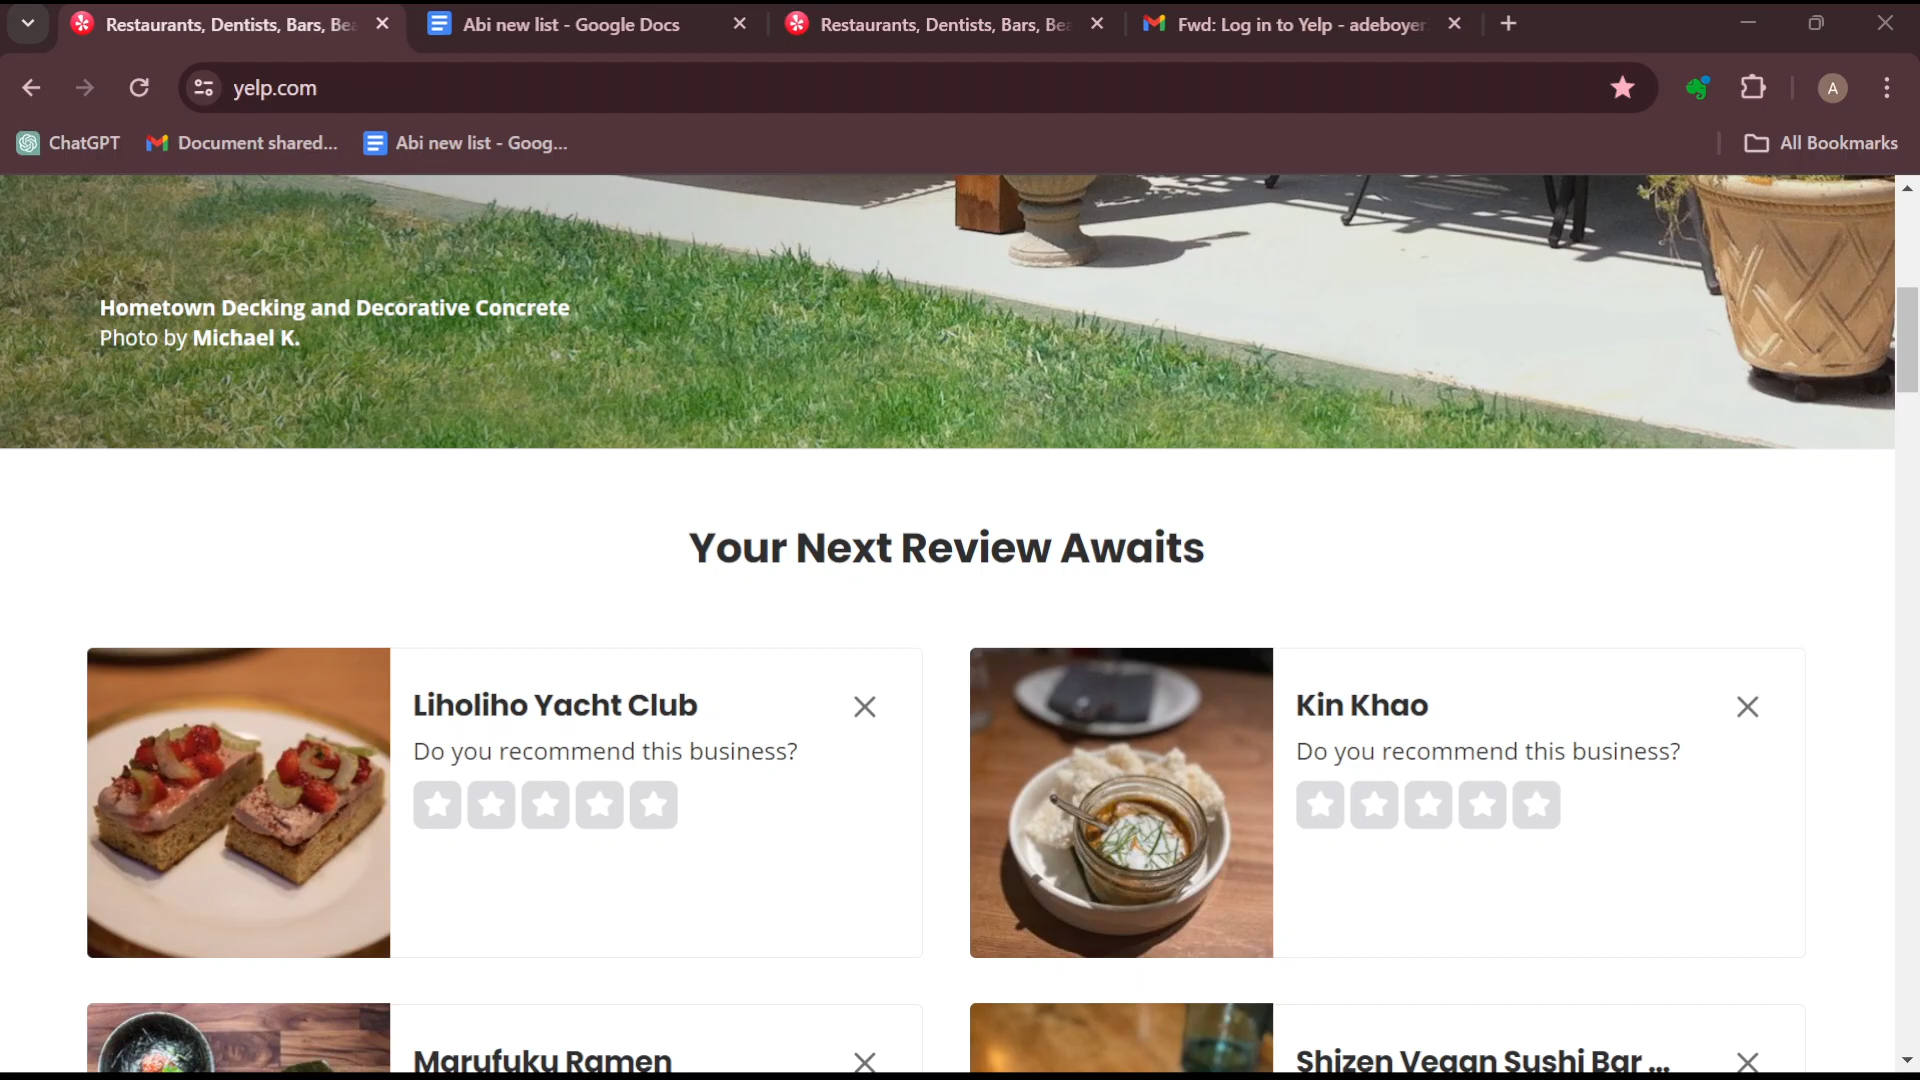 Restaurants, Dentists, Bars, Bea
Abi new list - Google Docs
Restaurants, Dentists, Bars, Bea
Fwd: Log in to Yelp - adeboyer
yelp.com
A
ChatGPT
Document shared...
Abi new list - Goog...
All Bookmarks
Hometown Decking and Decorative Concrete
Photo by Michael K.
Your Next Review Awaits
Liholiho Yacht Club
Do you recommend this business?
Kin Khao
Do you recommend this business?
Marufuku Ramen
Shizen Vegan Sushi Bar ...